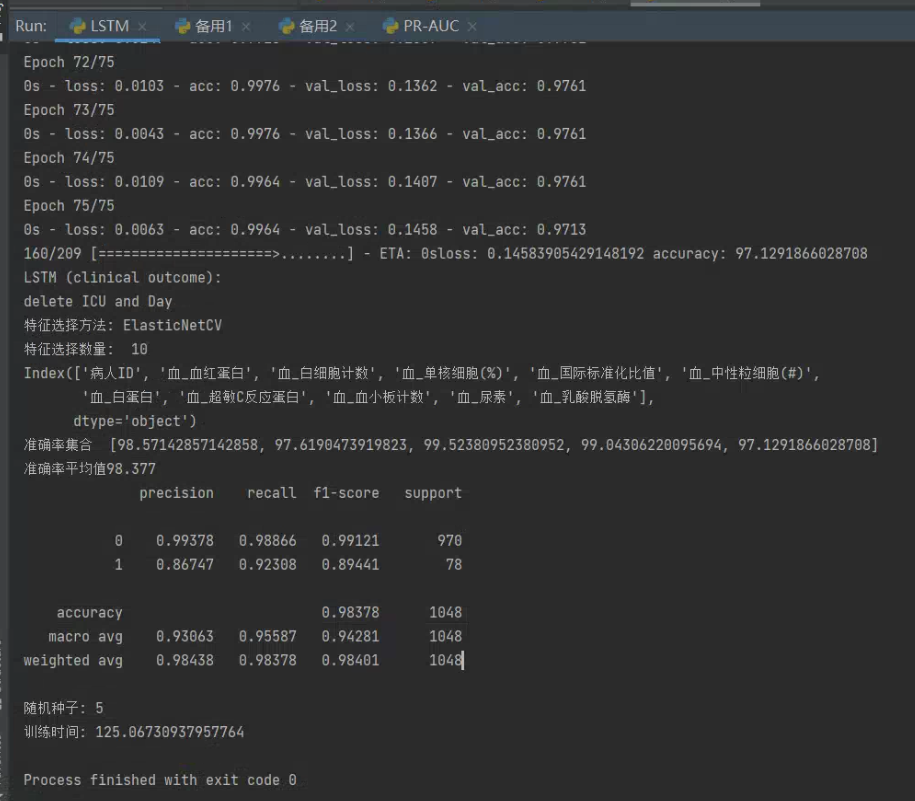 Run: LSTM × 备用1 × 备用2 × PR-AUC ×
Epoch 72/75
0s - loss: 0.0103 - acc: 0.9976 - val_loss: 0.1362 - val_acc: 0.9761
Epoch 73/75
0s - loss: 0.0043 - acc: 0.9976 - val_loss: 0.1366 - val_acc: 0.9761
Epoch 74/75
0s - loss: 0.0109 - acc: 0.9964 - val_loss: 0.1407 - val_acc: 0.9761
Epoch 75/75
0s - loss: 0.0063 - acc: 0.9964 - val_loss: 0.1458 - val_acc: 0.9713
160/209 [=====================>........] - ETA: 0sloss: 0.14583905429148192 accuracy: 97.1291866028708
LSTM (clinical outcome):
delete ICU and Day
特征选择方法: ElasticNetCV
特征选择数量:  10
Index(['病人ID', '血_血红蛋白', '血_白细胞计数', '血_单核细胞(%)', '血_国际标准化比值', '血_中性粒细胞(#)',
'血_白蛋白', '血_超敏C反应蛋白', '血_血小板计数', '血_尿素', '血_乳酸脱氢酶'],
dtype='object')
准确率集合  [98.57142857142858, 97.6190473919823, 99.52380952380952, 99.04306220095694, 97.1291866028708]
准确率平均值98.377
precision recall f1-score support
0 0.99378 0.98866 0.99121 970
1 0.86747 0.92308 0.89441 78
accuracy 0.98378 1048
macro avg 0.93063 0.95587 0.94281 1048
weighted avg 0.98438 0.98378 0.98401 1048
随机种子: 5
训练时间: 125.06730937957764
Process finished with exit code 0